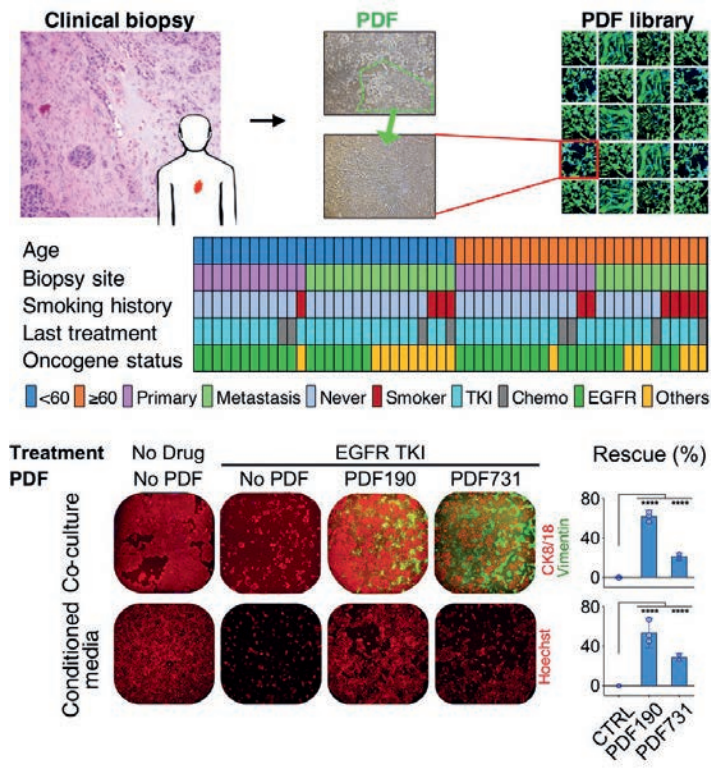 Clinical biopsy
PDF
PDF library
Age
Biopsy site
Smoking history
Last treatment
Oncogene status
<60 ≥60 Primary Metastasis Never Smoker TKI Chemo EGFR Others
Treatment No Drug EGFR TKI Rescue (%)
PDF No PDF No PDF PDF190 PDF731
Co-culture
CK8/18
Vimentin
80
40
0
**** ****
Conditioned
media
Hoechst
80
40
0
**** ****
CTRL
PDF190
PDF731